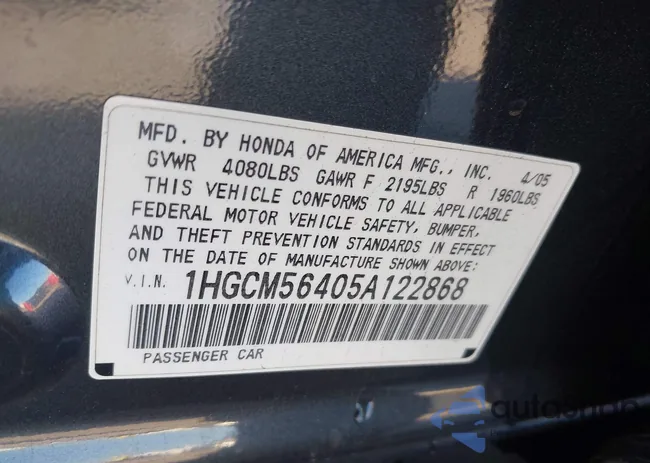 MFD. BY HONDA OF AMERICA MFG., INC. 4/05
GVWR 4080LBS GAWR F 2195LBS R 1960LBS
THIS VEHICLE CONFORMS TO ALL APPLICABLE
FEDERAL MOTOR VEHICLE SAFETY, BUMPER,
AND THEFT PREVENTION STANDARDS IN EFFECT
ON THE DATE OF MANUFACTURE SHOWN ABOVE:
V.I.N. 1HGCM56405A122868
PASSENGER CAR